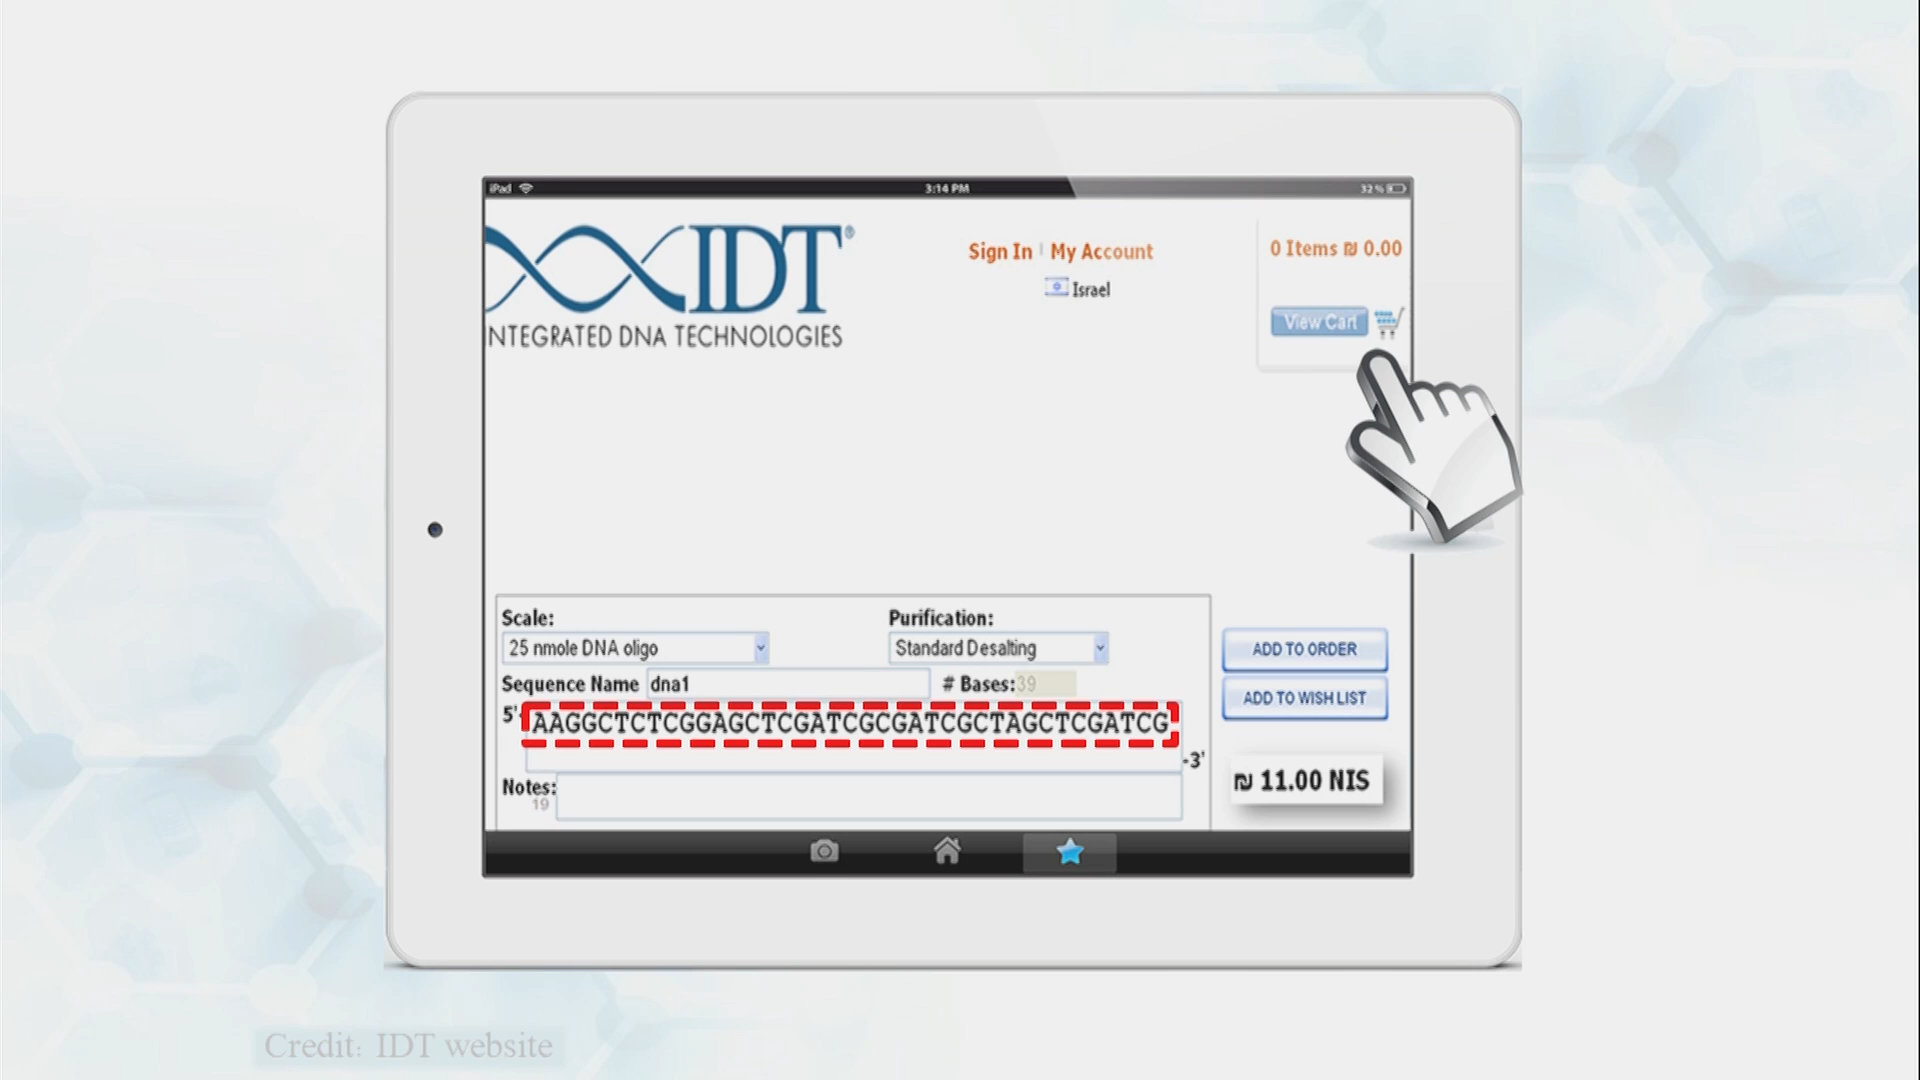 iPad 3:14 PM 32%
IDT®
INTEGRATED DNA TECHNOLOGIES
Sign In | My Account
Israel
0 Items ₪ 0.00
View Cart
Scale: Purification:
25 nmole DNA oligo Standard Desalting
Sequence Name dna1 # Bases: 39
5'- AAGGCTCTCGGAGCTCGATCGCGATCGCTAGCTCGATCG
-3'
Notes:
19
ADD TO ORDER
ADD TO WISH LIST
₪ 11.00 NIS
Credit: IDT website